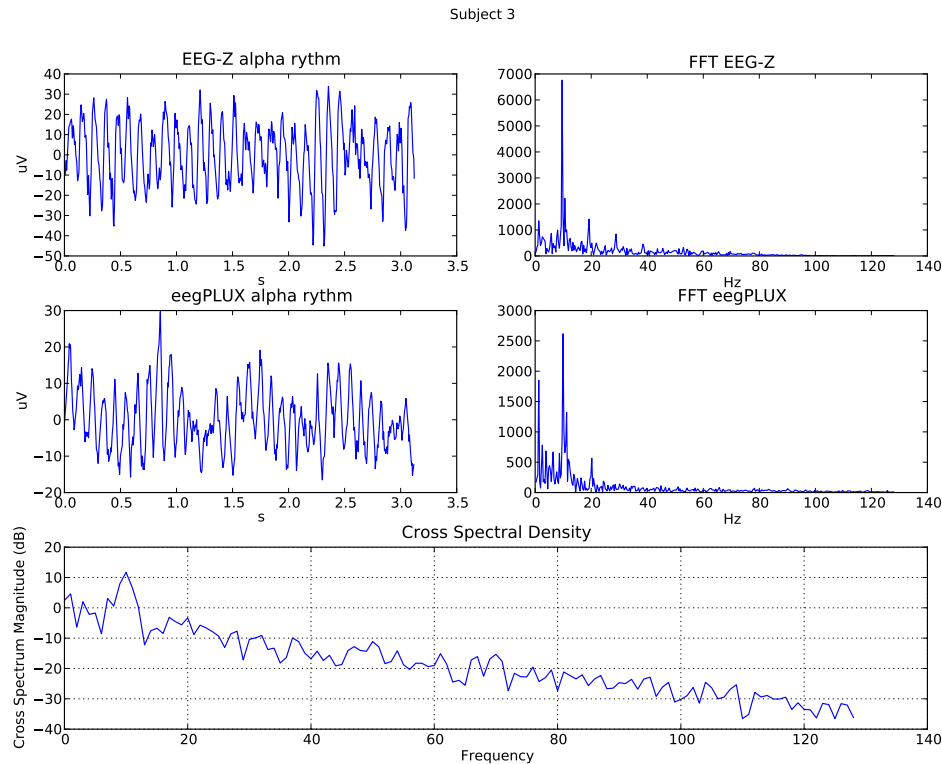 Subject 3
EEG-Z alpha rythm
uV
40
30
20
10
0
−10
−20
−30
−40
−50
0.0 0.5 1.0 1.5 2.0 2.5 3.0 3.5
s
FFT EEG-Z
7000
6000
5000
4000
3000
2000
1000
0
0 20 40 60 80 100 120 140
Hz
eegPLUX alpha rythm
uV
30
20
10
0
−10
−20
0.0 0.5 1.0 1.5 2.0 2.5 3.0 3.5
s
FFT eegPLUX
3000
2500
2000
1500
1000
500
0
0 20 40 60 80 100 120 140
Hz
Cross Spectral Density
Cross Spectrum Magnitude (dB)
20
10
0
−10
−20
−30
−40
0 20 40 60 80 100 120 140
Frequency